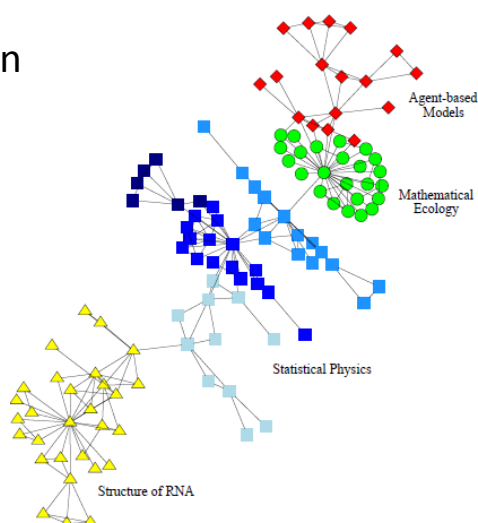 n
Agent-based
Models
Mathematical
Ecology
Statistical Physics
Structure of RNA